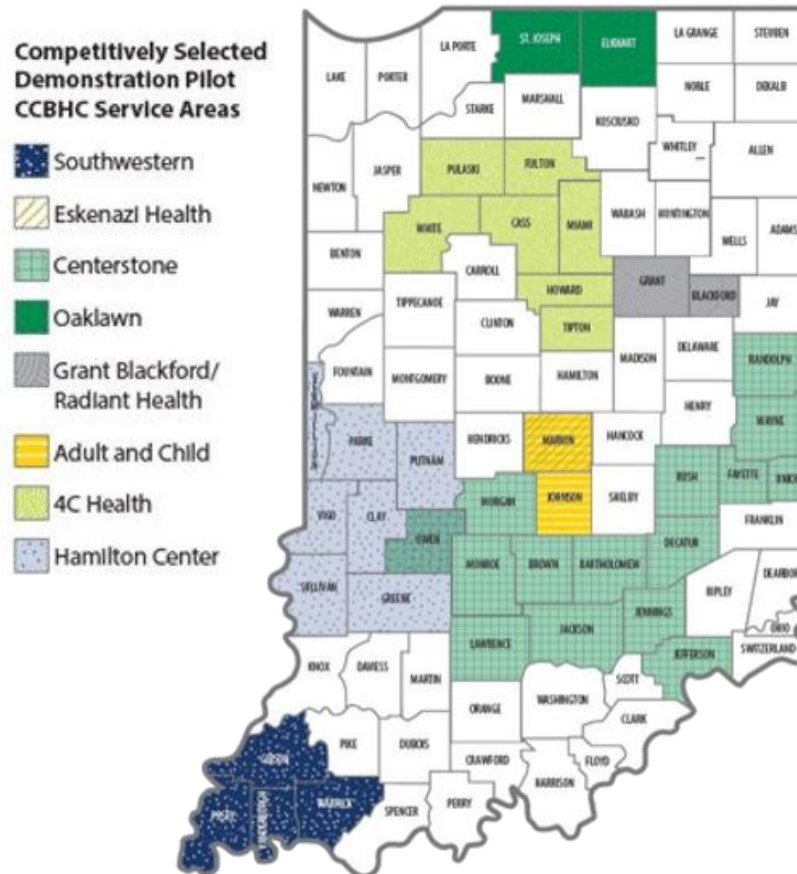 Competitively Selected
Demonstration Pilot
CCBHC Service Areas
Southwestern
Eskenazi Health
Centerstone
Oaklawn
Grant Blackford/
Radiant Health
Adult and Child
4C Health
Hamilton Center
LAKE
PORTER
LA PORTE
ST. JOSEPH
ELKHART
LA GRANGE
STEUBEN
STARKE
MARSHALL
NOBLE
DEKALB
KOSCIUSKO
WHITLEY
ALLEN
NEWTON
JASPER
PULASKI
FULTON
WHITE
CASS
MIAMI
WABASH
HUNTINGTON
WELLS
ADAMS
BENTON
CARROLL
HOWARD
GRANT
BLACKFORD
JAY
WARREN
TIPPECANOE
CLINTON
TIPTON
MADISON
DELAWARE
RANDOLPH
FOUNTAIN
MONTGOMERY
BOONE
HAMILTON
HENRY
WAYNE
PARKE
PUTNAM
HENDRICKS
MARION
HANCOCK
RUSH
FAYETTE
VIGO
CLAY
OWEN
MORGAN
JOHNSON
SHELBY
FRANKLIN
DECATUR
SULLIVAN
GREENE
MONROE
BROWN
BARTHOLOMEW
RIPLEY
DEARBOR
JENNINGS
OHIO
SWITZERLAND
LAWRENCE
JACKSON
JEFFERSON
KNOX
DAVIESS
MARTIN
ORANGE
WASHINGTON
SCOTT
CLARK
GIBSON
PIKE
DUBOIS
CRAWFORD
FLOYD
HARRISON
POSEY
WARRICK
SPENCER
PERRY